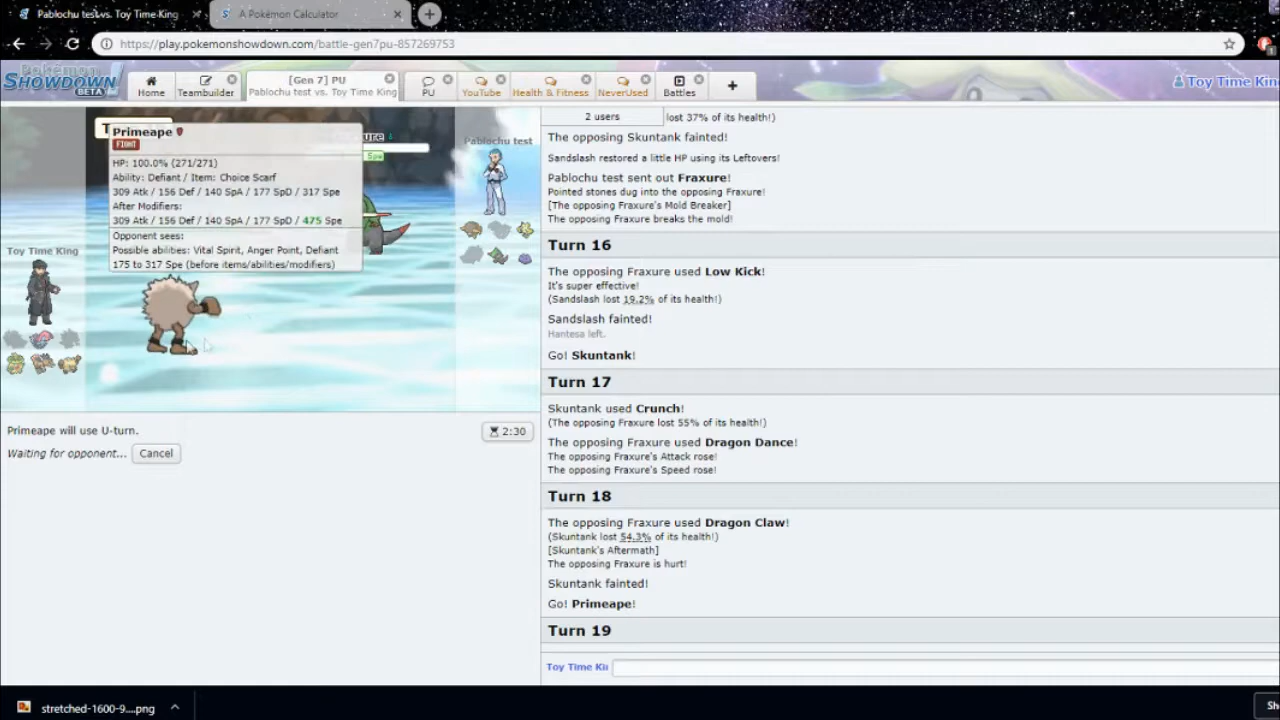 Pablochu test vs. Toy Time King
A Pokémon Calculator
https://play.pokemonshowdown.com/battle-gen7pu-857269753
Pokémon
SHOWDOWN
BETA
Home
Teambuilder
[Gen 7] PU
Pablochu test vs. Toy Time King
PU
YouTube
Health & Fitness
NeverUsed
Battles
Toy Time King
Primeape
FIGHT
HP: 100.0% (271/271)
Ability: Defiant / Item: Choice Scarf
309 Atk / 156 Def / 140 SpA / 177 SpD / 317 Spe
After Modifiers:
309 Atk / 156 Def / 140 SpA / 177 SpD / 475 Spe
Opponent sees:
Possible abilities: Vital Spirit, Anger Point, Defiant
175 to 317 Spe (before items/abilities/modifiers)
Spe
Pablochu test
Toy Time King
Primeape will use U-turn.
Waiting for opponent...
Cancel
2:30
2 users
lost 37% of its health!)
The opposing Skuntank fainted!
Sandslash restored a little HP using its Leftovers!
Pablochu test sent out Fraxure!
Pointed stones dug into the opposing Fraxure!
[The opposing Fraxure's Mold Breaker]
The opposing Fraxure breaks the mold!
Turn 16
The opposing Fraxure used Low Kick!
It's super effective!
(Sandslash lost 19.2% of its health!)
Sandslash fainted!
Hantesa left.
Go! Skuntank!
Turn 17
Skuntank used Crunch!
(The opposing Fraxure lost 55% of its health!)
The opposing Fraxure used Dragon Dance!
The opposing Fraxure's Attack rose!
The opposing Fraxure's Speed rose!
Turn 18
The opposing Fraxure used Dragon Claw!
(Skuntank lost 54.3% of its health!)
[Skuntank's Aftermath]
The opposing Fraxure is hurt!
Skuntank fainted!
Go! Primeape!
Turn 19
Toy Time Ki
stretched-1600-9....png
Sh